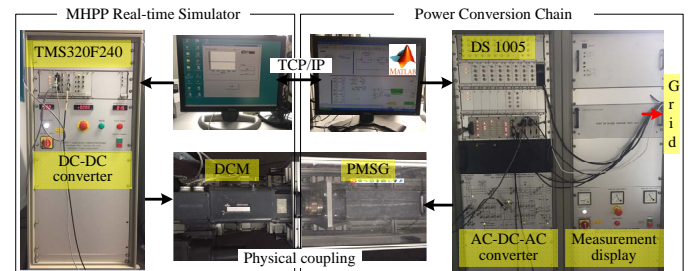 MHPP Real-time Simulator
Power Conversion Chain
TMS320F240
TCP/IP
MATLAB
DS 1005
Grid
DC-DC
converter
DCM
PMSG
Physical coupling
AC-DC-AC
converter
Measurement
display